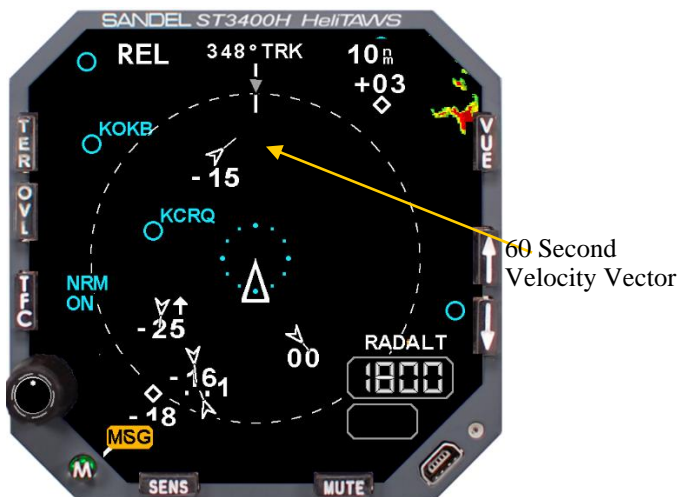 SANDEL ST3400H HeliTAWS
REL
348°TRK
10nm
+03
TER
VUE
KOKB
-15
OVL
KCRQ
60 Second
Velocity Vector
NRM
ON
TFC
-25
00
RADALT
1800
-16
-18
MSG
M
SENS
MUTE